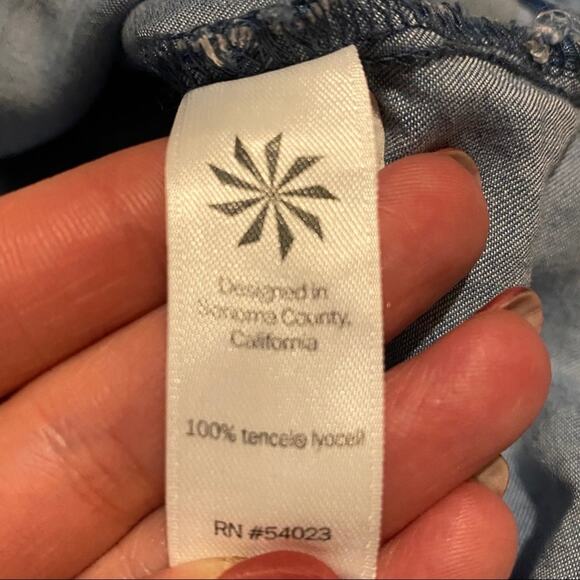 Designed in
Sonoma County,
California
100% tencel® lyocell
RN #54023